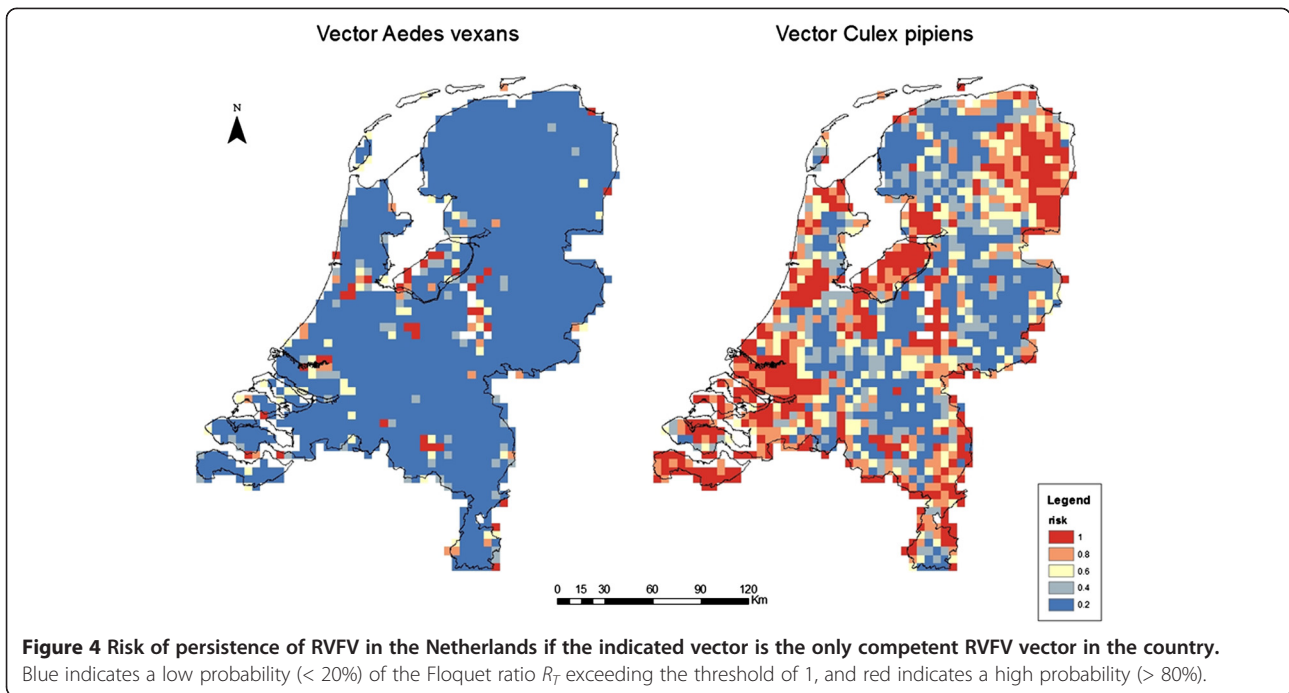 Vector Aedes vexans
Vector Culex pipiens
N
Legend
risk
1
0.8
0.6
0.4
0.2
0 15 30 60 90 120
Km
Figure 4 Risk of persistence of RVFV in the Netherlands if the indicated vector is the only competent RVFV vector in the country.
Blue indicates a low probability (< 20%) of the Floquet ratio R_T exceeding the threshold of 1, and red indicates a high probability (> 80%).